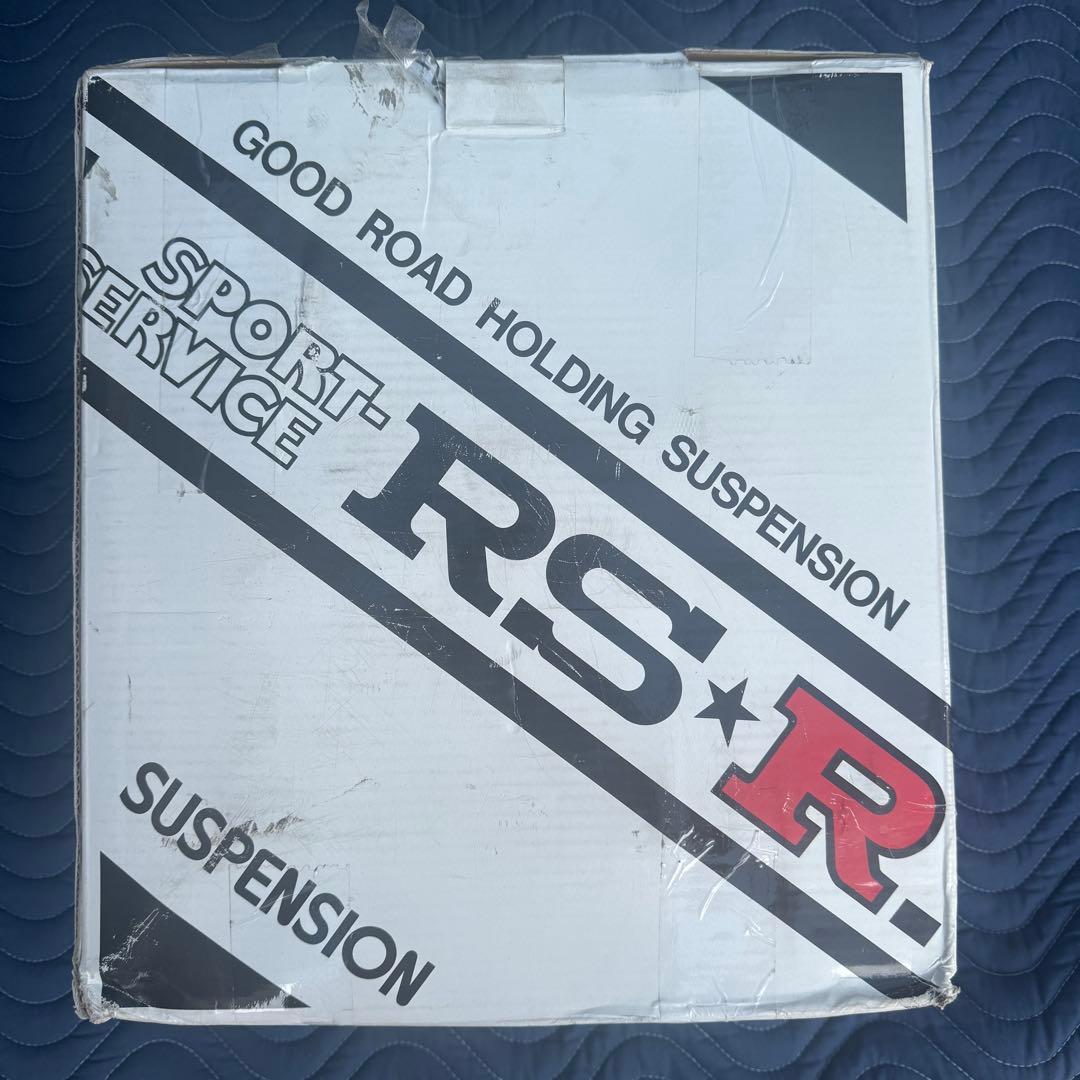 GOOD ROAD HOLDING SUSPENSION
SPORT-
SERVICE
RS★R
SUSPENSION